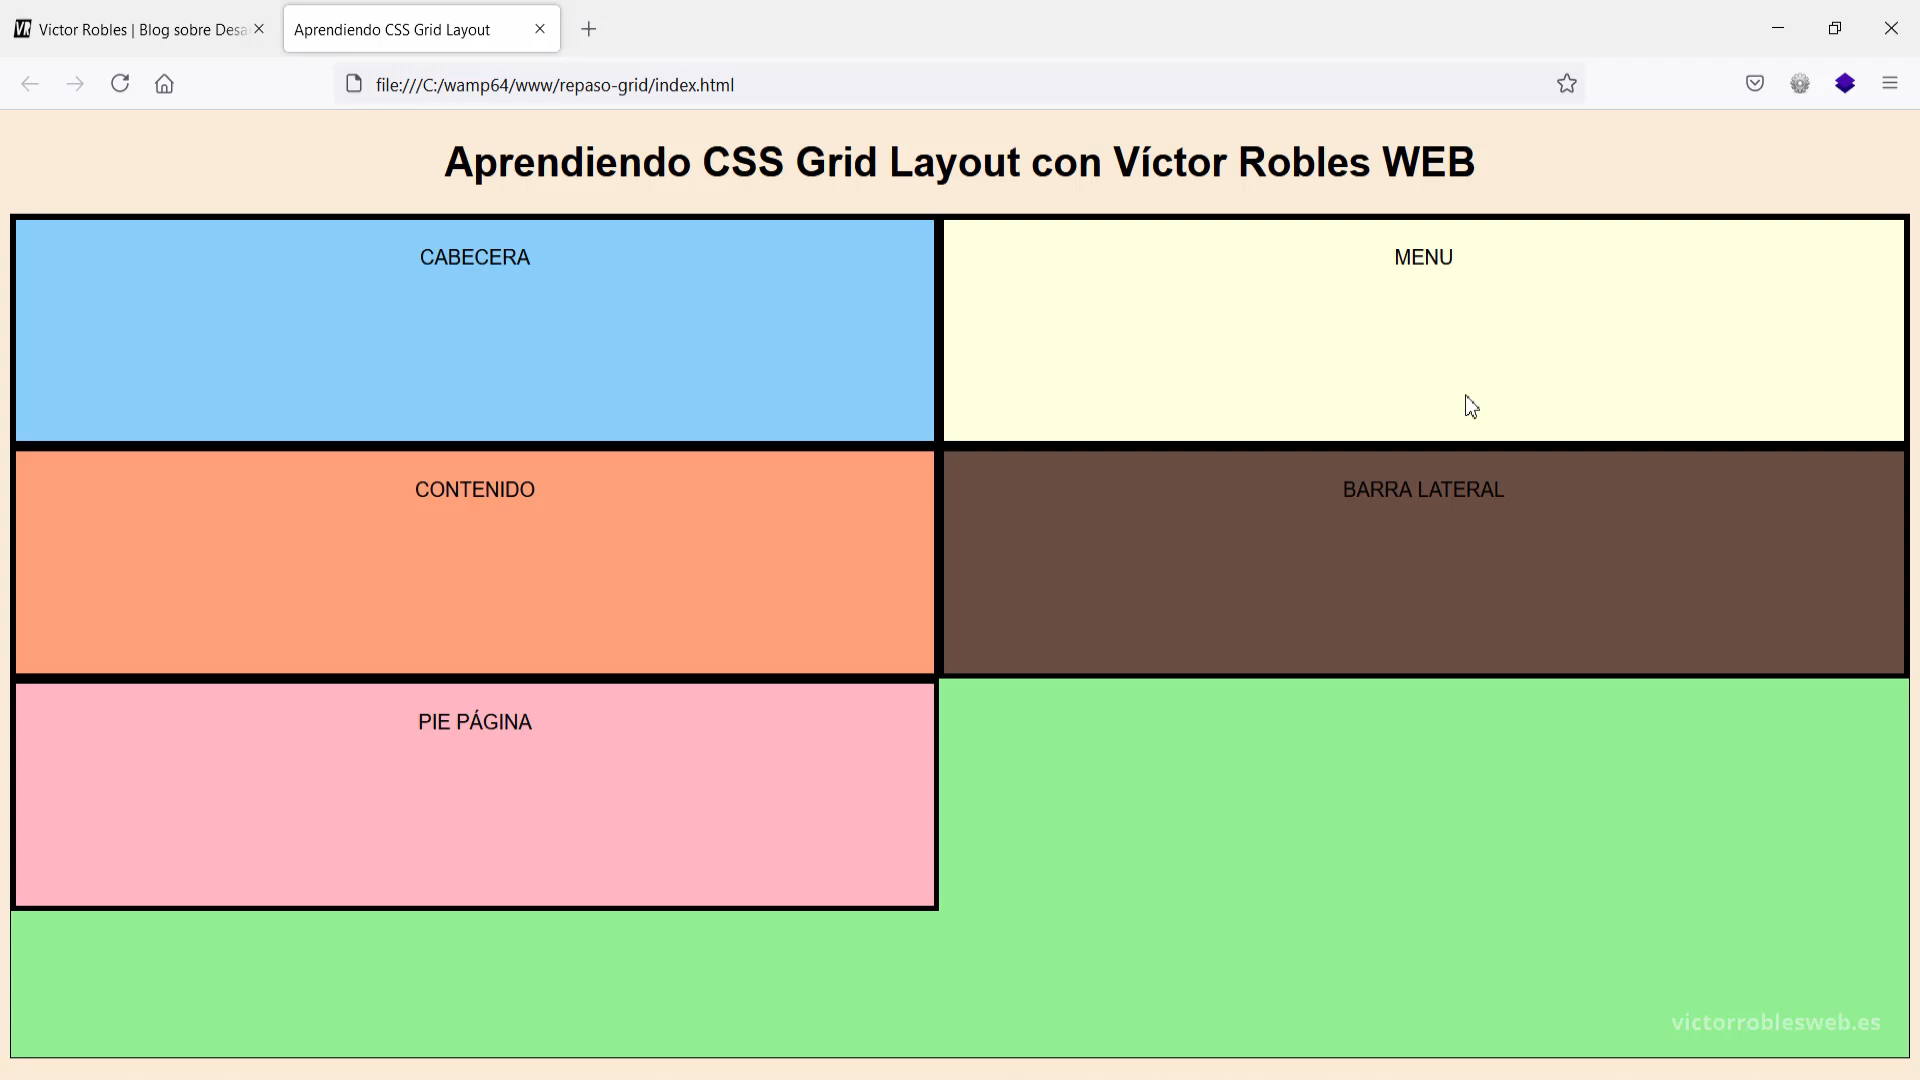 Victor Robles | Blog sobre Desa
Aprendiendo CSS Grid Layout
file:///C:/wamp64/www/repaso-grid/index.html
Aprendiendo CSS Grid Layout con Víctor Robles WEB
CABECERA
MENU
CONTENIDO
BARRA LATERAL
PIE PÁGINA
victorroblesweb.es